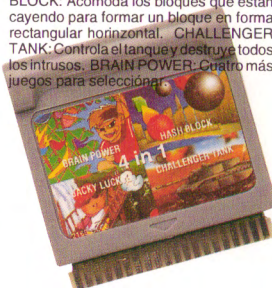 BLOCK: Acomoda los bloques que están
cayendo para formar un bloque en forma
rectangular horinzontal. CHALLENGER
TANK: Controla el tanque y destruye todos
los intrusos. BRAIN POWER: Cuatro más
juegos para seleccionar.
BRAIN POWER
HASH BLOCK
4 in 1
WACKY LUCKY
CHALLENGER TANK